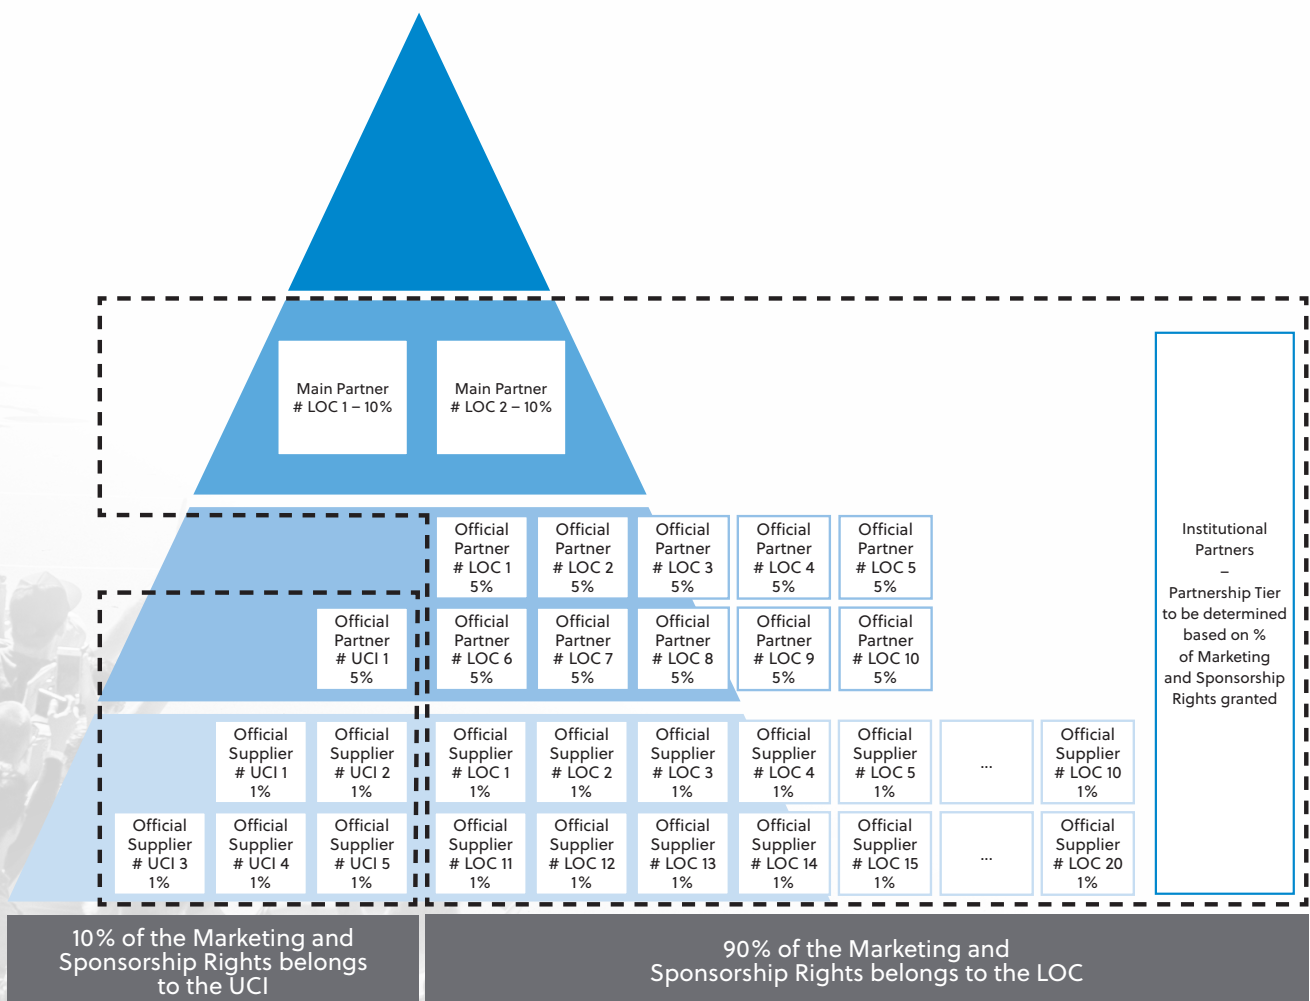 Main Partner
# LOC 1 – 10%
Main Partner
# LOC 2 – 10%
Official
Partner
# LOC 1
5%
Official
Partner
# LOC 2
5%
Official
Partner
# LOC 3
5%
Official
Partner
# LOC 4
5%
Official
Partner
# LOC 5
5%
Official
Partner
# UCI 1
5%
Official
Partner
# LOC 6
5%
Official
Partner
# LOC 7
5%
Official
Partner
# LOC 8
5%
Official
Partner
# LOC 9
5%
Official
Partner
# LOC 10
5%
Official
Supplier
# UCI 1
1%
Official
Supplier
# UCI 2
1%
Official
Supplier
# LOC 1
1%
Official
Supplier
# LOC 2
1%
Official
Supplier
# LOC 3
1%
Official
Supplier
# LOC 4
1%
Official
Supplier
# LOC 5
1%
...
Official
Supplier
# LOC 10
1%
Official
Supplier
# UCI 3
1%
Official
Supplier
# UCI 4
1%
Official
Supplier
# UCI 5
1%
Official
Supplier
# LOC 11
1%
Official
Supplier
# LOC 12
1%
Official
Supplier
# LOC 13
1%
Official
Supplier
# LOC 14
1%
Official
Supplier
# LOC 15
1%
...
Official
Supplier
# LOC 20
1%
Institutional
Partners
–
Partnership Tier
to be determined
based on %
of Marketing
and Sponsorship
Rights granted
10% of the Marketing and
Sponsorship Rights belongs
to the UCI
90% of the Marketing and
Sponsorship Rights belongs to the LOC